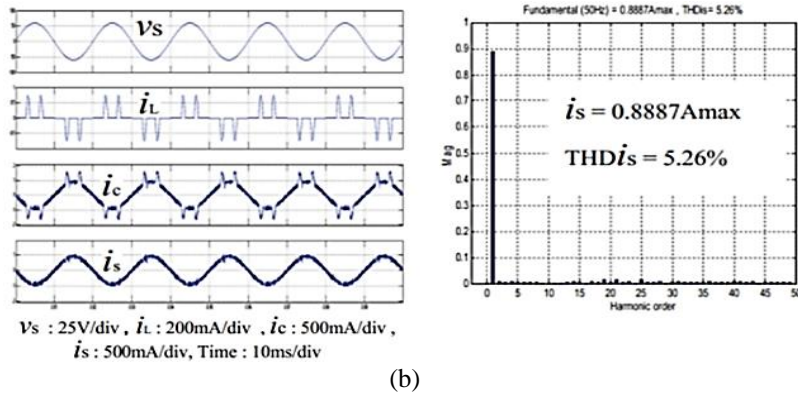 vs
iL
ic
is
vs : 25V/div , iL : 200mA/div , ic : 500mA/div ,
is : 500mA/div, Time : 10ms/div
Fundamental (50Hz) = 0.8887Amax , THDis= 5.26%
1
0.9
0.8
0.7
0.6
0.5
0.4
0.3
0.2
0.1
0
Mag
is = 0.8887Amax
THDis = 5.26%
0 5 10 15 20 25 30 35 40 45 50
Harmonic order
(b)